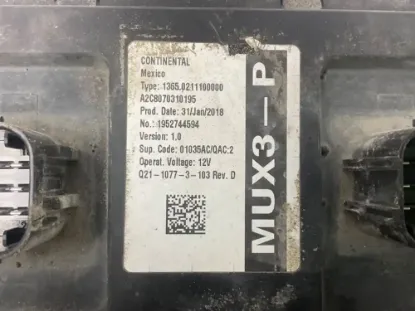 CONTINENTAL
Mexico
Type: 1365.0211100000
A2C8070310195
Prod. Date: 31/Jan/2018
No.: 1952744594
Version: 1.0
Sup. Code: 01035AC/QAC:2
Operat. Voltage: 12V
Q21-1077-3-103 Rev. D
MUX3-P